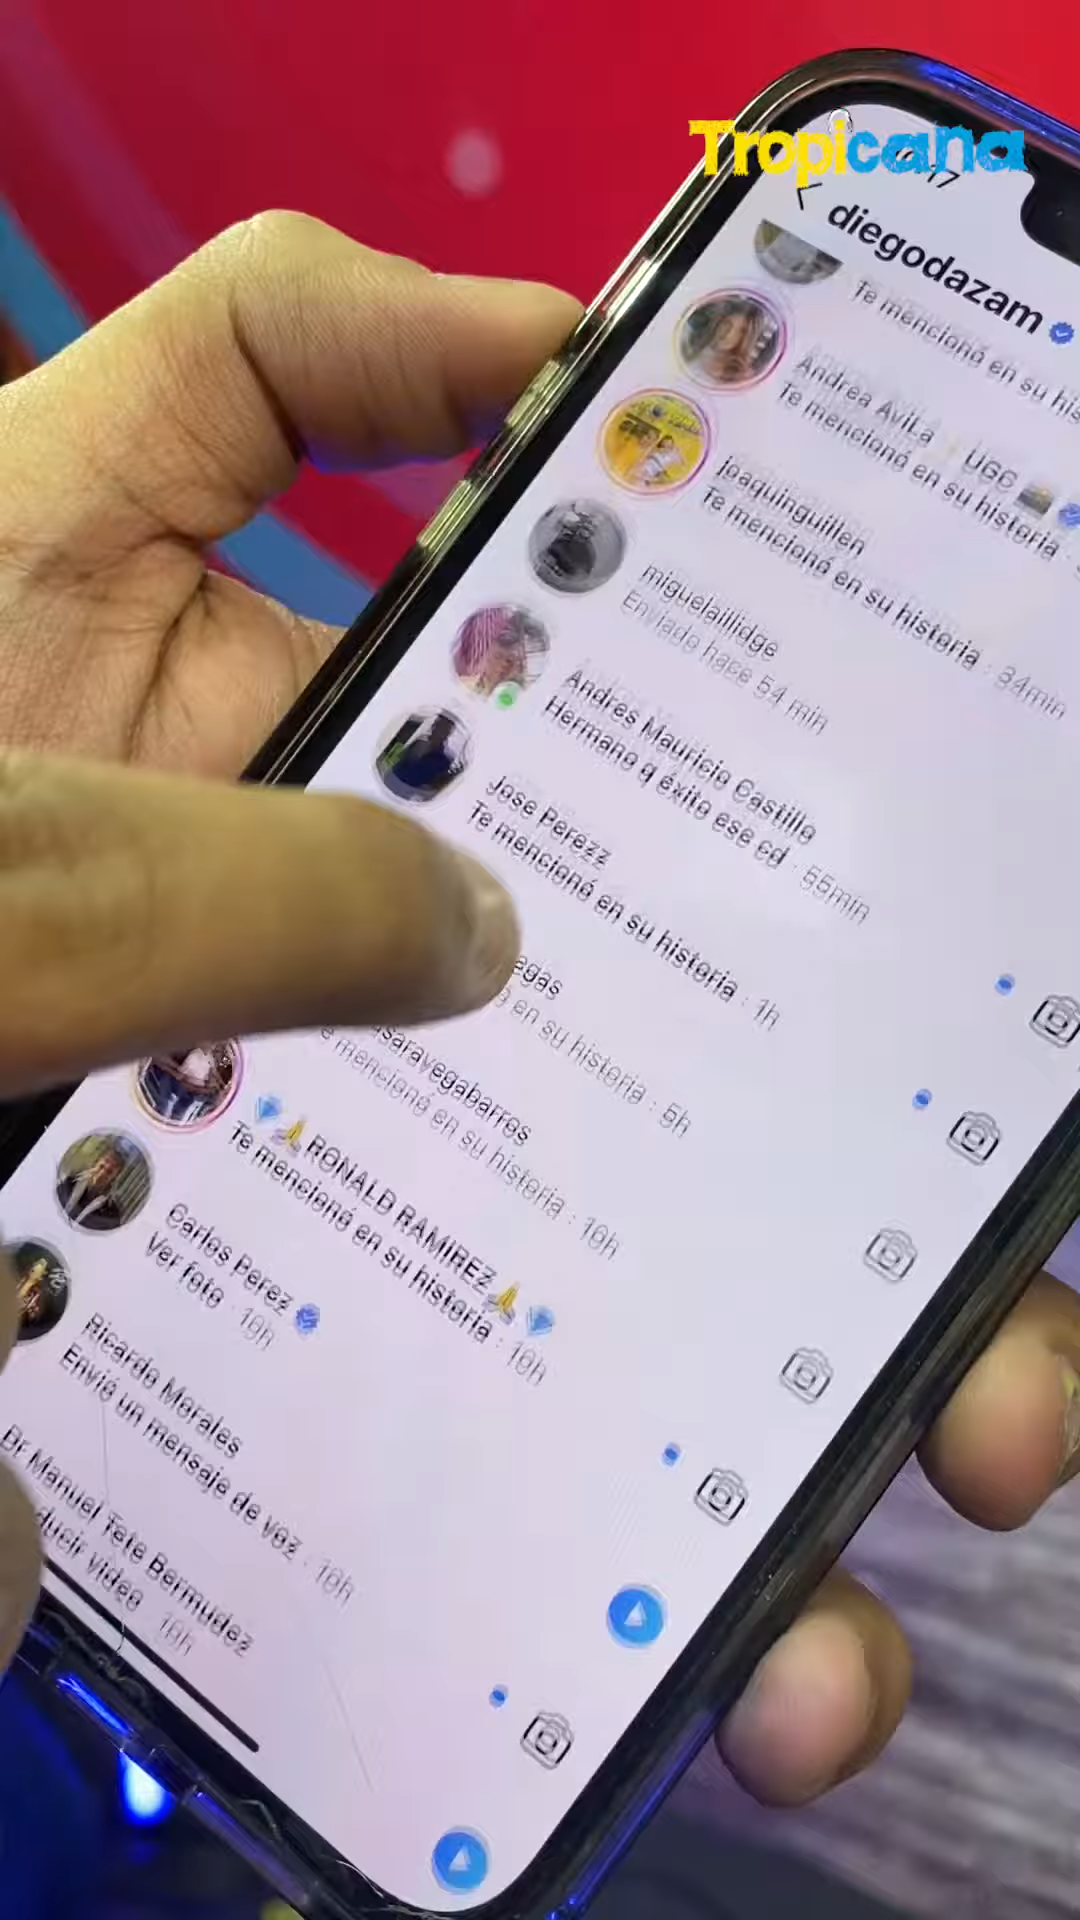 Tropicana
diegodazam
Te mencionó en su his
Andrea AviLa UGC
Te mencionó en su historia
joaquinguillen
Te mencionó en su historia · 34min
miguelaillidge
Enviado hace 54 min
Andres Mauricio Castillo
Hermano q éxito ese cd · 55min
Jose Perezz
Te mencionó en su historia · 1h
egas
en su historia · 5h
saravegabarros
e mencionó en su historia · 10h
RONALD RAMIREZ
Te mencionó en su historia · 10h
Carlos Perez
Ver foto · 10h
Ricardo Morales
Envió un mensaje de voz · 10h
Dr Manuel Tete Bermudez
ducir video · 10h